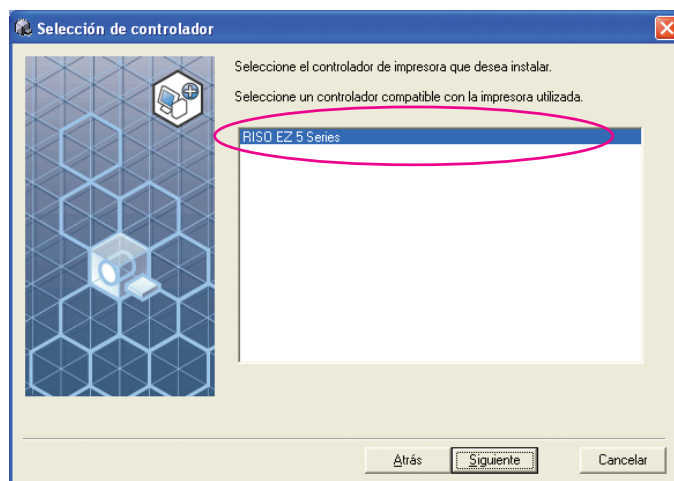 Selección de controlador
Seleccione el controlador de impresora que desea instalar.
Seleccione un controlador compatible con la impresora utilizada.
RISO EZ 5 Series
Atrás
Siguiente
Cancelar